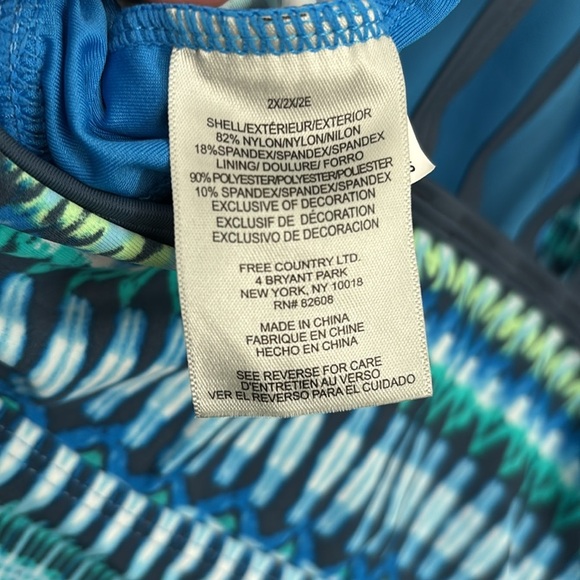 2X/2X/2E
SHELL/EXTÉRIEUR/EXTERIOR
82% NYLON/NYLON/NILON
18%SPANDEX/SPANDEX/SPANDEX
LINING/ DOULURE/ FORRO
90% POLYESTER/POLYESTER/POLIESTER
10% SPANDEX/SPANDEX/SPANDEX
EXCLUSIVE OF DECORATION
EXCLUSIF DE DÉCORATION
EXCLUSIVO DE DECORACION
FREE COUNTRY LTD.
4 BRYANT PARK
NEW YORK, NY 10018
RN# 82608
MADE IN CHINA
FABRIQUE EN CHINE
HECHO EN CHINA
SEE REVERSE FOR CARE
D'ENTRETIEN AU VERSO
VER EL REVERSO PARA EL CUIDADO